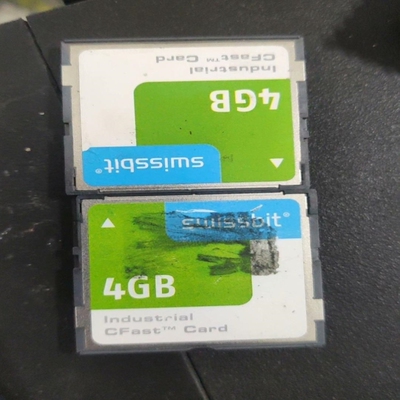 Industrial
CFast™ Card
4GB
swissbit
swissbit®
4GB
Industrial
CFast™ Card